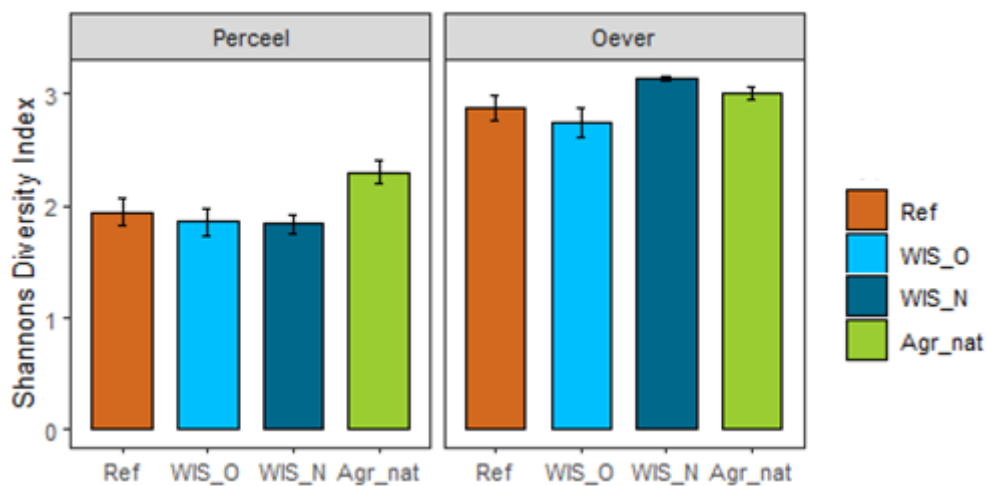 Perceel
Oever
Shannons Diversity Index
3
2
1
0
Ref WIS_O WIS_N Agr_nat
Ref WIS_O WIS_N Agr_nat
Ref
WIS_O
WIS_N
Agr_nat